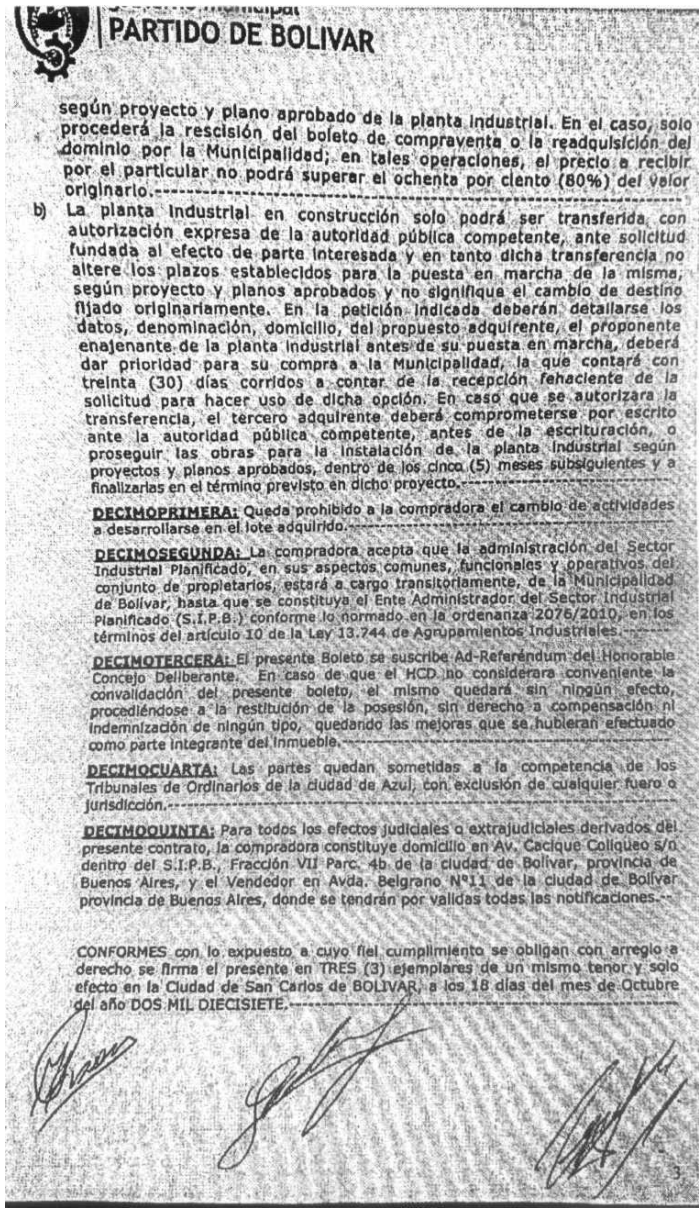 Gobierno Municipal
PARTIDO DE BOLIVAR
según proyecto y plano aprobado de la planta industrial. En el caso, solo
procederá la rescisión del boleto de compraventa o la readquisición del
dominio por la Municipalidad; en tales operaciones, el precio a recibir
por el particular no podrá superar el ochenta por ciento (80%) del valor
originario.------------------------------
b) La planta industrial en construcción solo podrá ser transferida con
autorización expresa de la autoridad pública competente, ante solicitud
fundada al efecto de parte interesada y en tanto dicha transferencia no
altere los plazos establecidos para la puesta en marcha de la misma,
según proyecto y planos aprobados y no signifique el cambio de destino
fijado originariamente. En la petición indicada deberán detallarse los
datos, denominación, domicilio, del propuesto adquirente, el proponente
enajenante de la planta industrial antes de su puesta en marcha, deberá
dar prioridad para su compra a la Municipalidad, la que contará con
treinta (30) días corridos a contar de la recepción fehaciente de la
solicitud para hacer uso de dicha opción. En caso que se autorizara la
transferencia, el tercero adquirente deberá comprometerse por escrito
ante la autoridad pública competente, antes de la escrituración, o
proseguir las obras para la instalación de la planta industrial según
proyectos y planos aprobados, dentro de los cinco (5) meses subsiguientes y a
finalizarlas en el término previsto en dicho proyecto.------------------------------
DECIMOPRIMERA: Queda prohibido a la compradora el cambio de actividades
a desarrollarse en el lote adquirido.------------------------------
DECIMOSEGUNDA: La compradora acepta que la administración del Sector
Industrial Planificado, en sus aspectos comunes, funcionales y operativos del
conjunto de propietarios, estará a cargo transitoriamente, de la Municipalidad
de Bolívar, hasta que se constituya el Ente Administrador del Sector Industrial
Planificado (S.I.P.B.) conforme lo normado en la ordenanza 2076/2010, en los
términos del artículo 10 de la Ley 13.744 de Agrupamientos Industriales.------
DECIMOTERCERA: El presente Boleto se suscribe Ad-Referéndum del Honorable
Concejo Deliberante. En caso de que el HCD no considerara conveniente la
convalidación del presente boleto, el mismo quedará sin ningún efecto,
procediéndose a la restitución de la posesión, sin derecho a compensación ni
indemnización de ningún tipo, quedando las mejoras que se hubieran efectuado
como parte integrante del inmueble.------------------------------
DECIMOCUARTA: Las partes quedan sometidas a la competencia de los
Tribunales de Ordinarios de la ciudad de Azul, con exclusión de cualquier fuero o
jurisdicción.------------------------------
DECIMOQUINTA: Para todos los efectos judiciales o extrajudiciales derivados del
presente contrato, la compradora constituye domicilio en Av. Cacique Coliqueo s/n
dentro del S.I.P.B., Fracción VII Parc. 4b de la ciudad de Bolívar, provincia de
Buenos Aires, y el Vendedor en Avda. Belgrano Nº11 de la ciudad de Bolívar
provincia de Buenos Aires, donde se tendrán por validas todas las notificaciones.--
CONFORMES con lo expuesto a cuyo fiel cumplimiento se obligan con arreglo a
derecho se firma el presente en TRES (3) ejemplares de un mismo tenor y solo
efecto en la Ciudad de San Carlos de BOLIVAR, a los 18 días del mes de Octubre
del año DOS MIL DIECISIETE.------------------------------
3